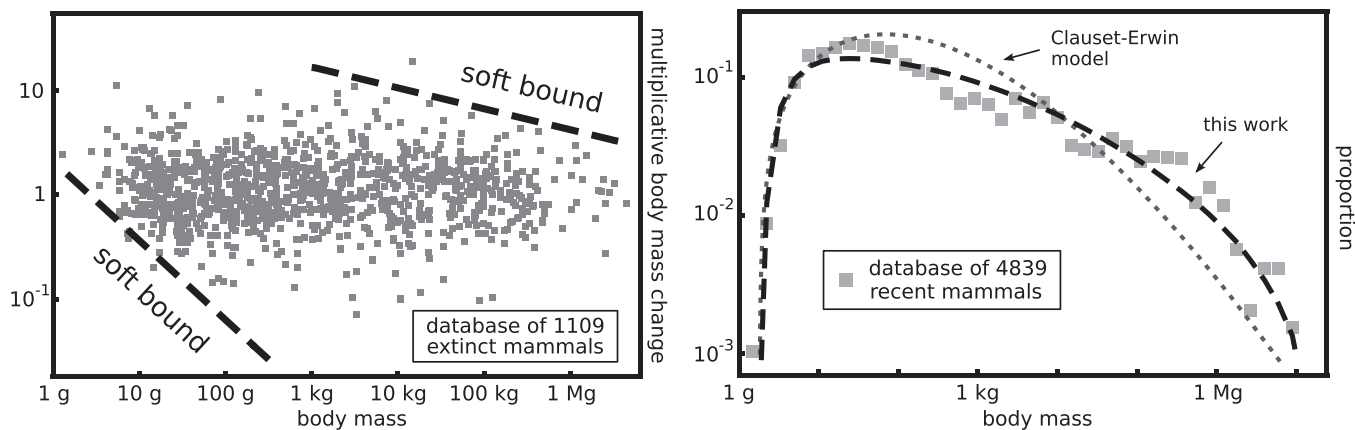 10
1
10-1
soft bound
soft bound
database of 1109
extinct mammals
1 g
10 g
100 g
1 kg
10 kg
100 kg
1 Mg
body mass
multiplicative body mass change
10-1
10-2
10-3
Clauset-Erwin
model
this work
database of 4839
recent mammals
1 g
1 kg
1 Mg
body mass
proportion